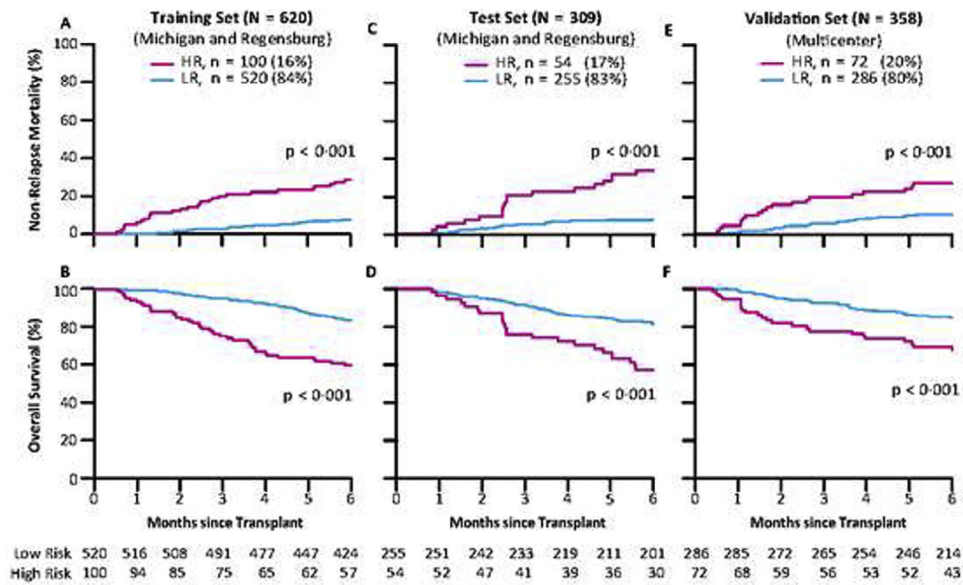 A Training Set (N = 620)
(Michigan and Regensburg)
HR, n = 100 (16%)
LR, n = 520 (84%)
p < 0·001
Non-Relapse Mortality (%)
100
80
60
40
20
0
C Test Set (N = 309)
(Michigan and Regensburg)
HR, n = 54 (17%)
LR, n = 255 (83%)
p < 0·001
E Validation Set (N = 358)
(Multicenter)
HR, n = 72 (20%)
LR, n = 286 (80%)
p < 0·001
B
Overall Survival (%)
100
80
60
40
20
0
p < 0·001
0 1 2 3 4 5 6
Months since Transplant
D
p < 0·001
0 1 2 3 4 5 6
Months since Transplant
F
p < 0·001
0 1 2 3 4 5 6
Months since Transplant
Low Risk 520 516 508 491 477 447 424 255 251 242 233 219 211 201 286 285 272 265 254 246 214
High Risk 100 94 85 75 65 62 57 54 52 47 41 39 36 30 72 68 59 56 53 52 43